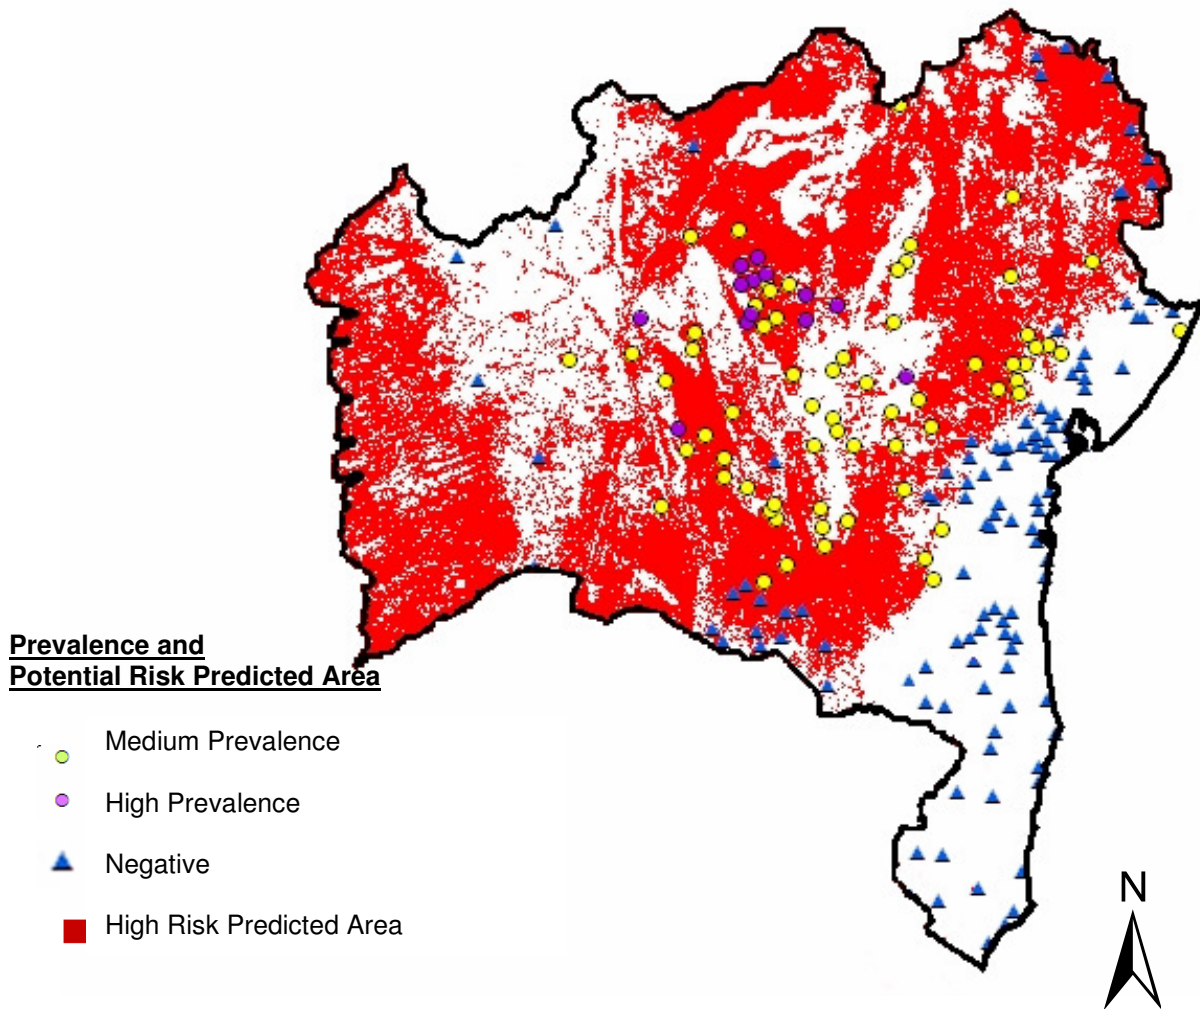 Prevalence and
Potential Risk Predicted Area
Medium Prevalence
High Prevalence
Negative
High Risk Predicted Area
N